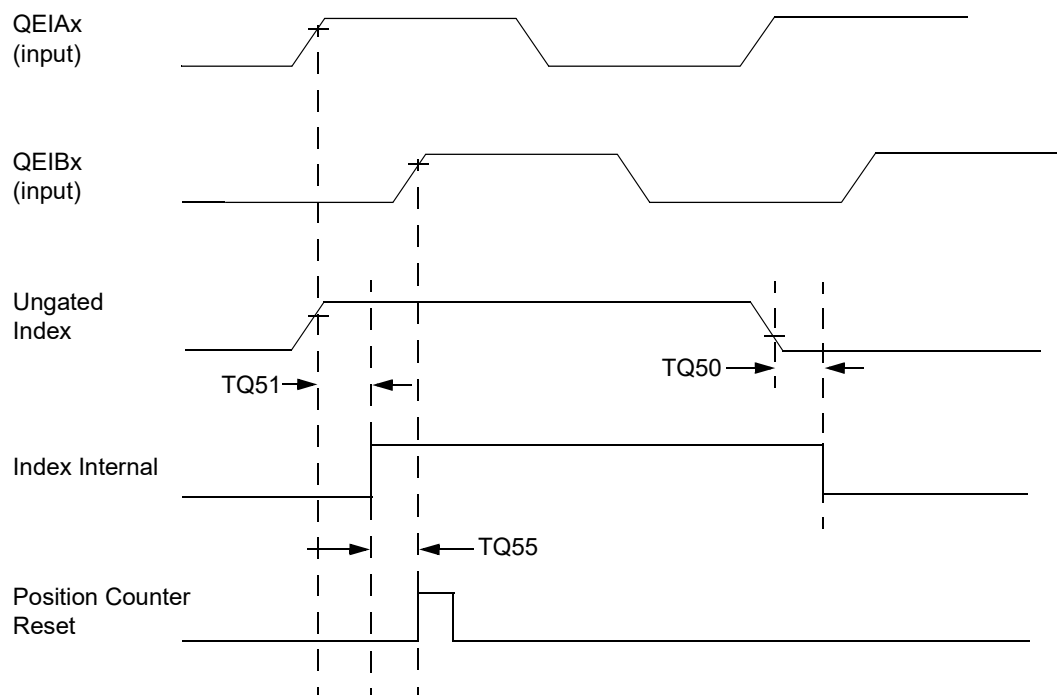 QEIAx
(input)
QEIBx
(input)
Ungated
Index
TQ51
TQ50
Index Internal
TQ55
Position Counter
Reset